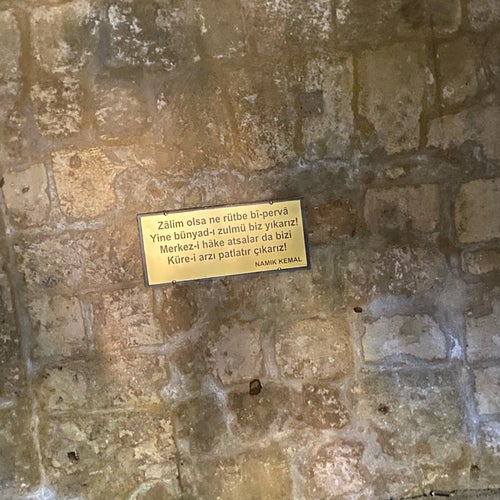 Zâlim olsa ne rütbe bî-pervâ
Yine bünyad-ı zulmü biz yıkarız!
Merkez-i hâke atsalar da bizi
Küre-i arzı patlatır çıkarız!
NAMIK KEMAL